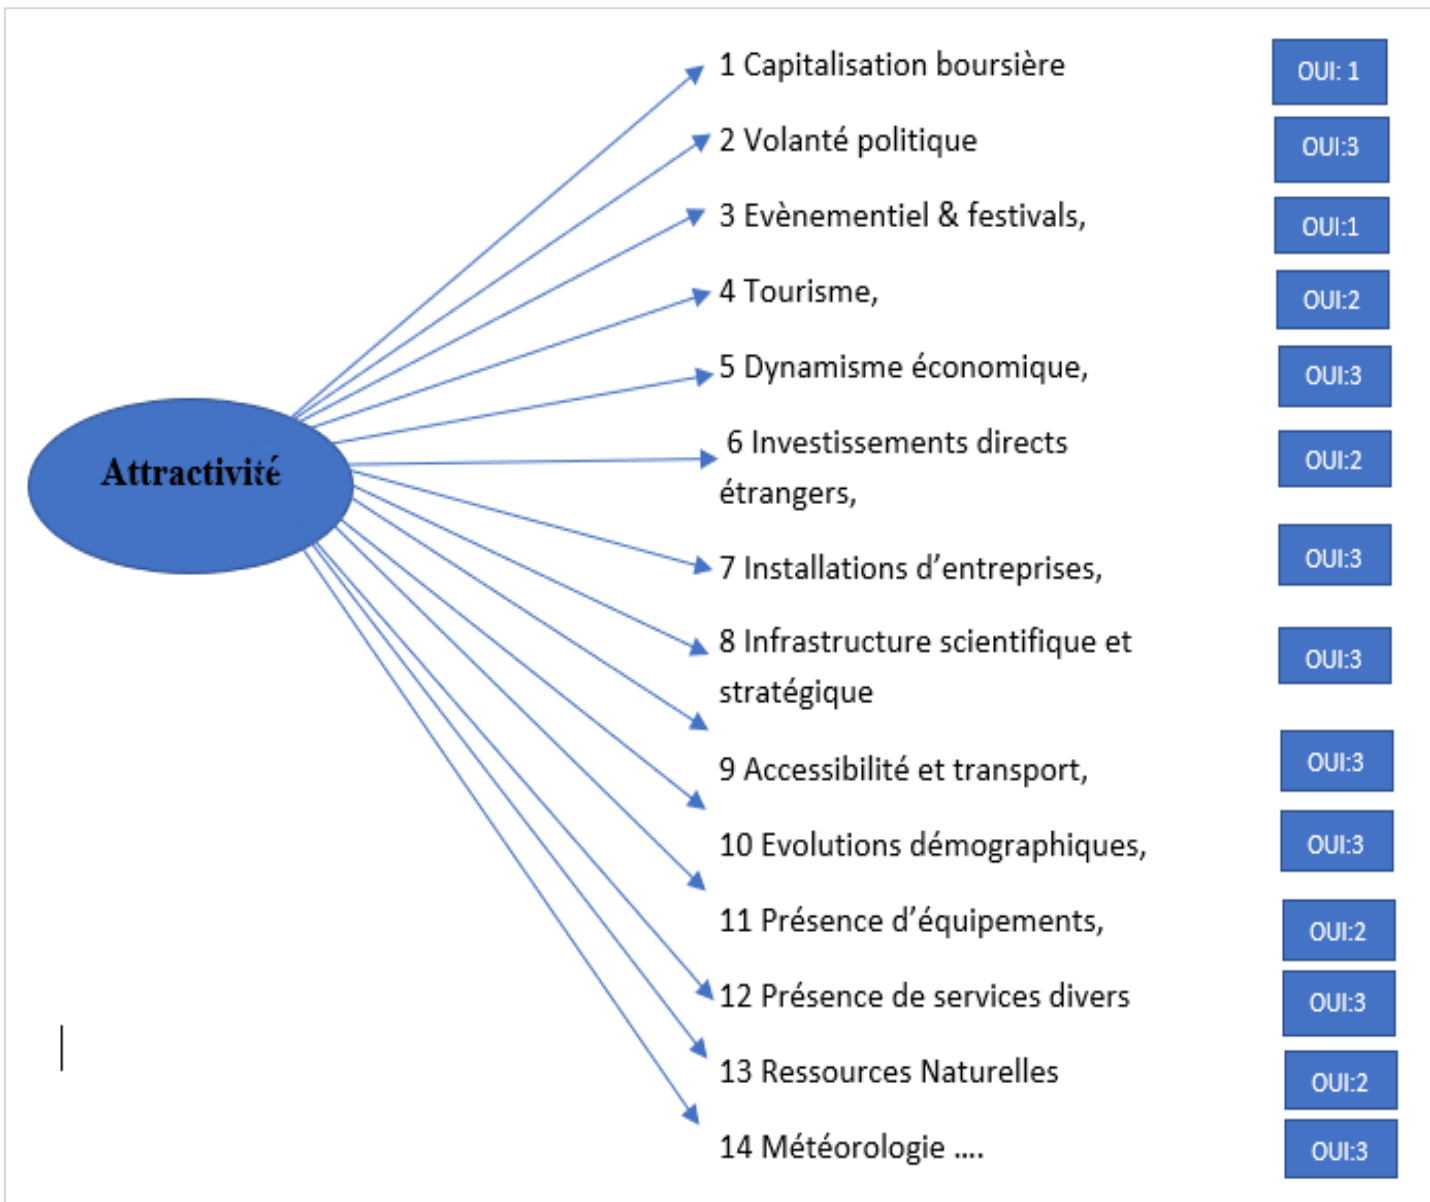 1 Capitalisation boursière
OUI: 1
2 Volanté politique
OUI:3
3 Evènementiel & festivals,
OUI:1
4 Tourisme,
OUI:2
5 Dynamisme économique,
OUI:3
Attractivité
6 Investissements directs
étrangers,
OUI:2
7 Installations d’entreprises,
OUI:3
8 Infrastructure scientifique et
stratégique
OUI:3
9 Accessibilité et transport,
OUI:3
10 Evolutions démographiques,
OUI:3
11 Présence d’équipements,
OUI:2
12 Présence de services divers
OUI:3
13 Ressources Naturelles
OUI:2
14 Météorologie ....
OUI:3